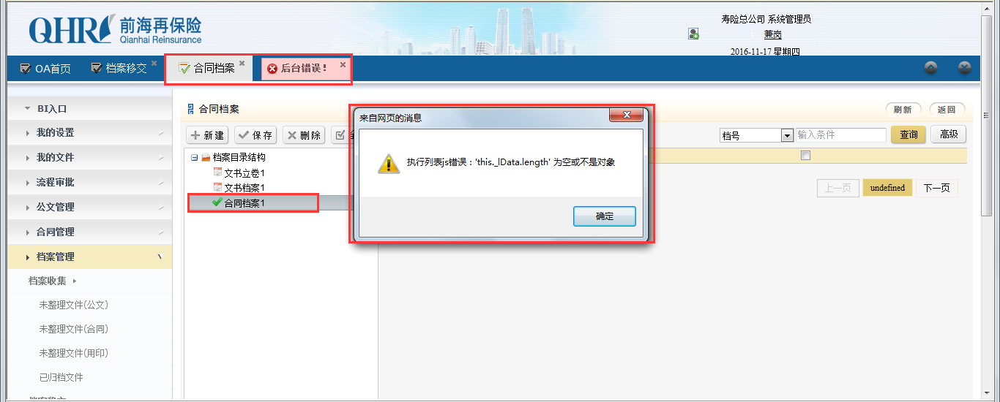 QHRe 前海再保险
Qianhai Reinsurance
寿险总公司 系统管理员
兼岗
2016-11-17 星期四
OA首页 档案移交 合同档案 后台错误!
BI入口
我的设置
我的文件
流程审批
公文管理
合同管理
档案管理
档案收集
未整理文件(公文)
未整理文件(合同)
未整理文件(用印)
已归档文件
合同档案
刷新 返回
新建 保存 删除
档号 输入条件 查询 高级
档案目录结构
文书立卷1
文书档案1
合同档案1
上一页 undefined 下一页
来自网页的消息
执行列表js错误：'this._lData.length' 为空或不是对象
确定